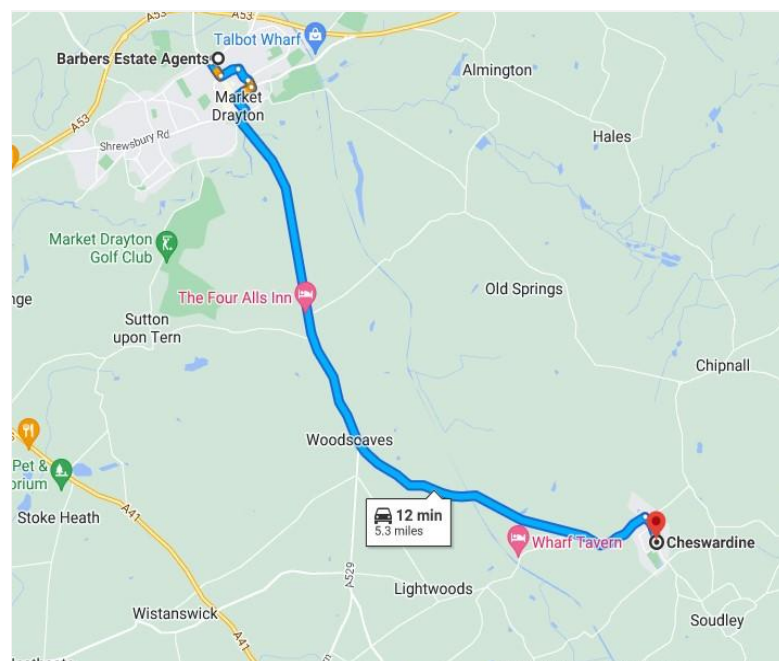 A53
A53
Talbot Wharf
Barbers Estate Agents
Almington
Market
Drayton
A53
Hales
Shrewsbury Rd
Market Drayton
Golf Club
Old Springs
The Four Alls Inn
nge
Sutton
upon Tern
Chipnall
Woodseaves
Pet &
orium
A41
12 min
5.3 miles
Stoke Heath
Wharf Tavern
Cheswardine
A529
Lightwoods
Wistanswick
Soudley
A41